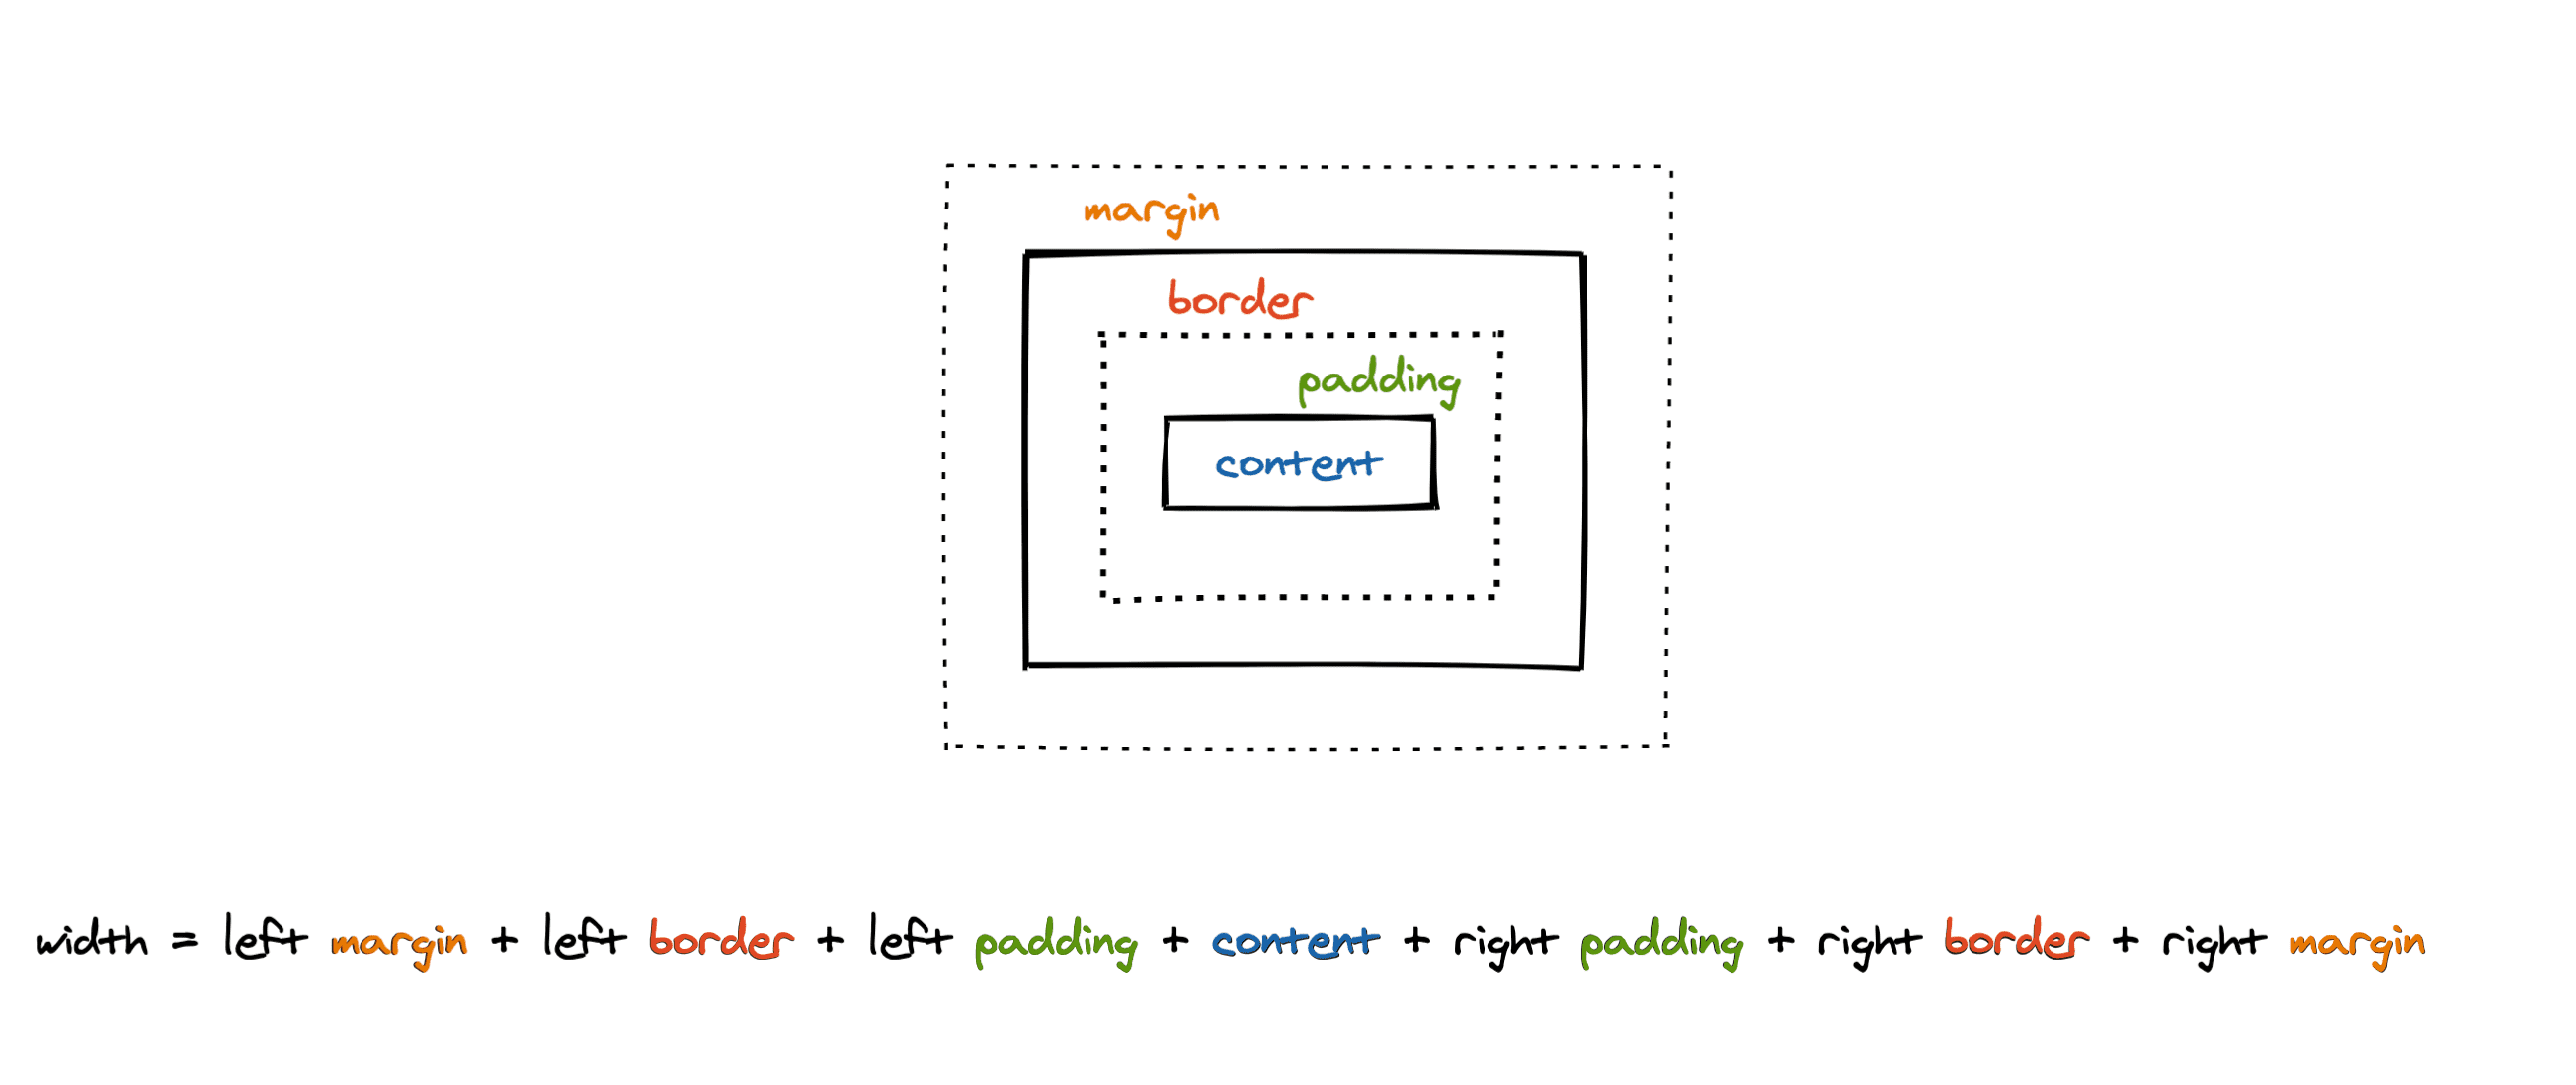 margin
border
padding
content
width = left margin + left border + left padding + content + right padding + right border + right margin